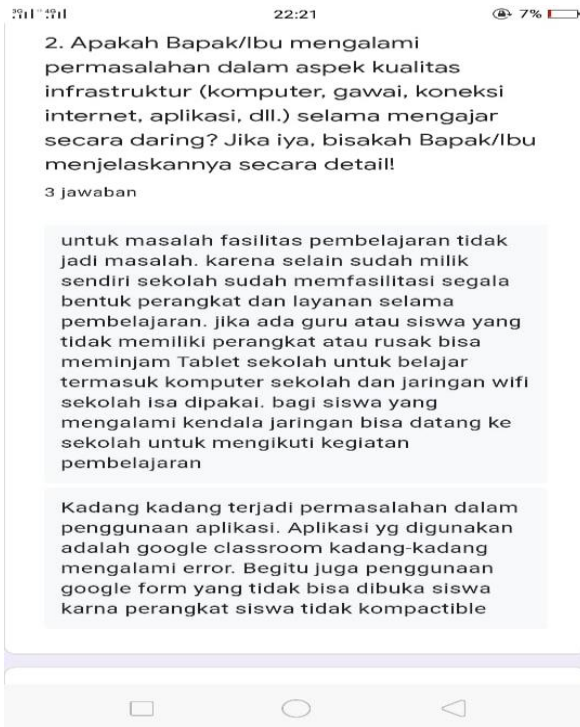 3G 4G 22:21 7%
2. Apakah Bapak/Ibu mengalami
permasalahan dalam aspek kualitas
infrastruktur (komputer, gawai, koneksi
internet, aplikasi, dll.) selama mengajar
secara daring? Jika iya, bisakah Bapak/Ibu
menjelaskannya secara detail!
3 jawaban
untuk masalah fasilitas pembelajaran tidak
jadi masalah. karena selain sudah milik
sendiri sekolah sudah memfasilitasi segala
bentuk perangkat dan layanan selama
pembelajaran. jika ada guru atau siswa yang
tidak memiliki perangkat atau rusak bisa
meminjam Tablet sekolah untuk belajar
termasuk komputer sekolah dan jaringan wifi
sekolah isa dipakai. bagi siswa yang
mengalami kendala jaringan bisa datang ke
sekolah untuk mengikuti kegiatan
pembelajaran
Kadang kadang terjadi permasalahan dalam
penggunaan aplikasi. Aplikasi yg digunakan
adalah google classroom kadang-kadang
mengalami error. Begitu juga penggunaan
google form yang tidak bisa dibuka siswa
karna perangkat siswa tidak kompactible